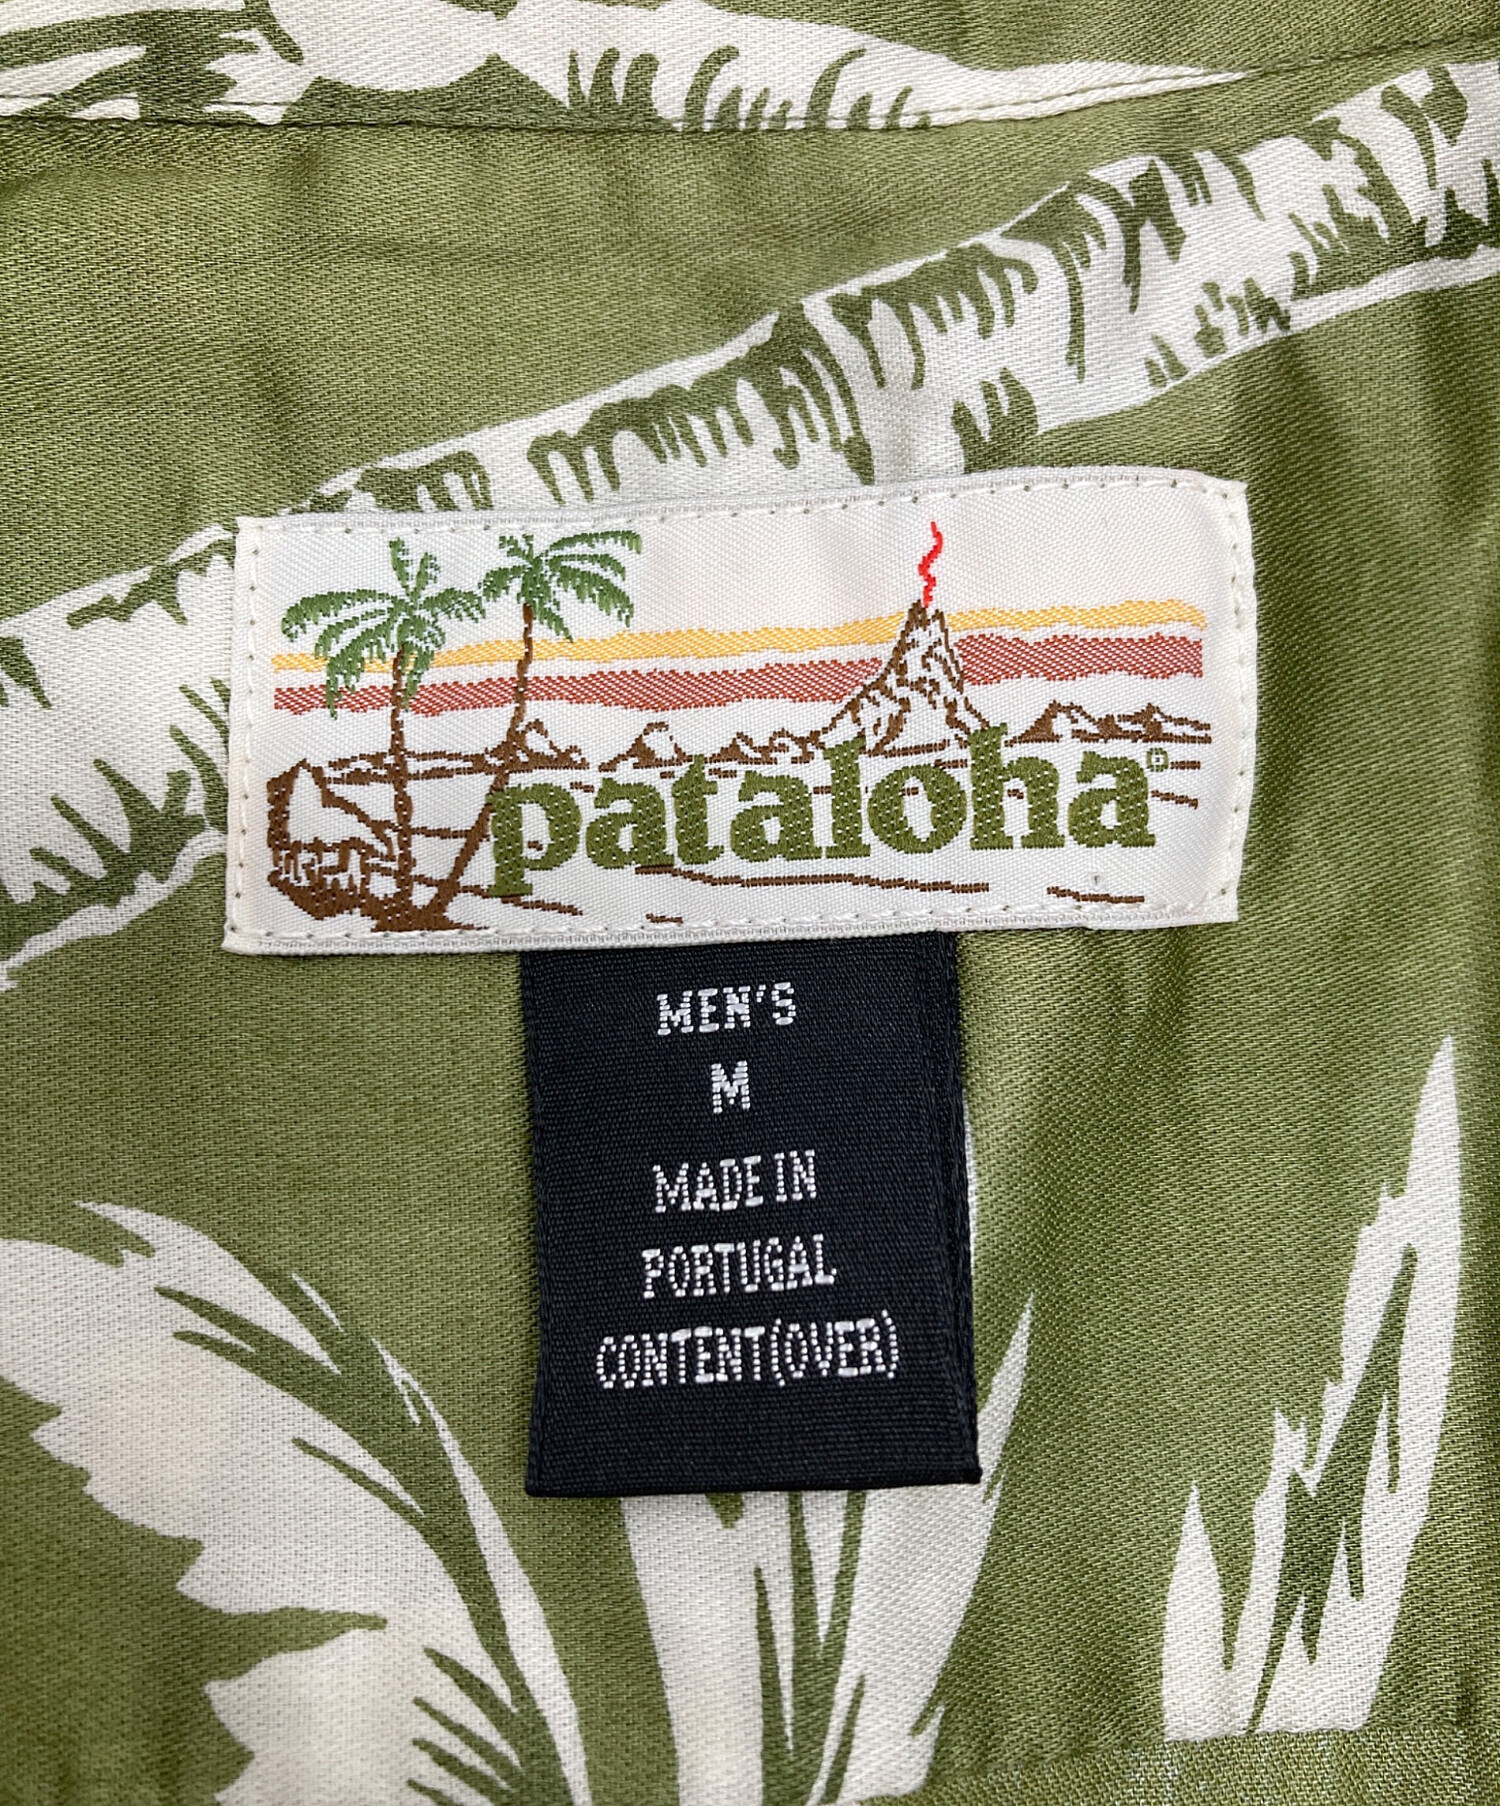 pataloha®
MEN'S
M
MADE IN
PORTUGAL
CONTENT(OVER)